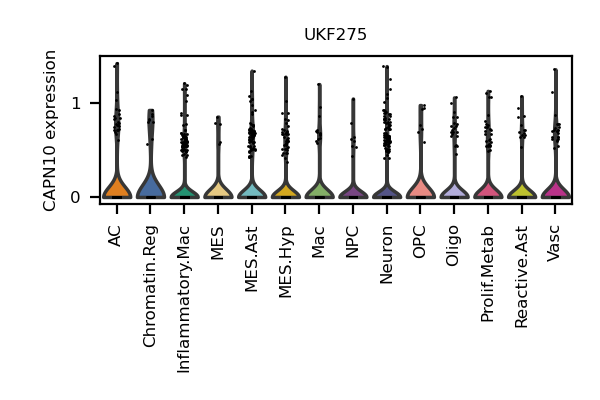 UKF275
CAPN10 expression
1
0
AC
Chromatin.Reg
Inflammatory.Mac
MES
MES.Ast
MES.Hyp
Mac
NPC
Neuron
OPC
Oligo
Prolif.Metab
Reactive.Ast
Vasc